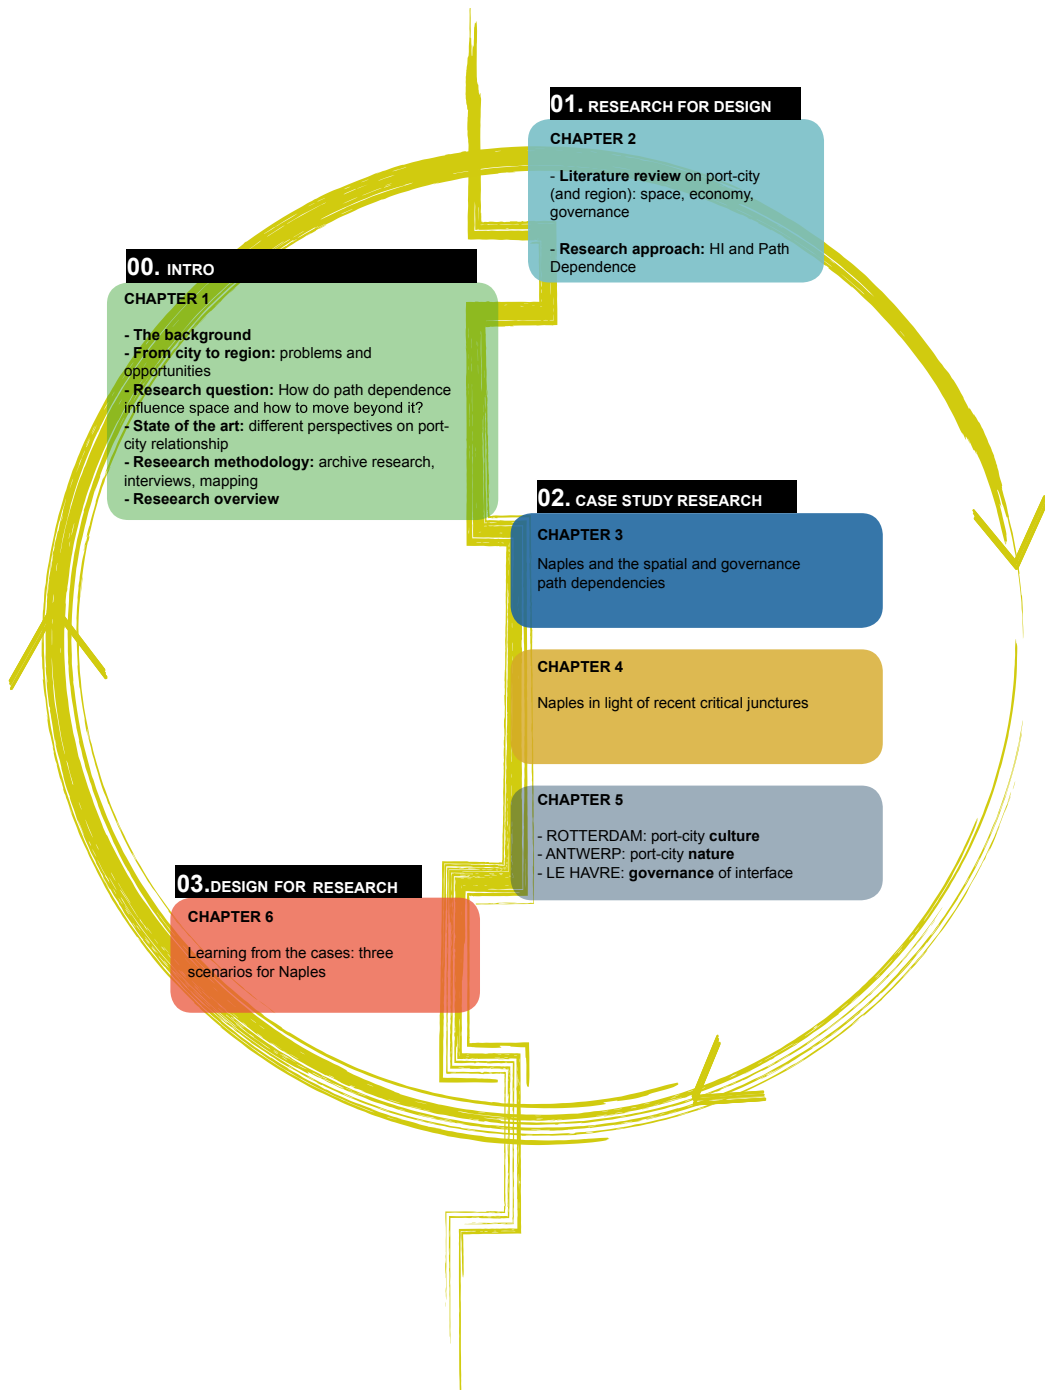 00. INTRO
CHAPTER 1
- The background
- From city to region: problems and
opportunities
- Research question: How do path dependence
influence space and how to move beyond it?
- State of the art: different perspectives on port-
city relationship
- Reseearch methodology: archive research,
interviews, mapping
- Reseearch overview
01. RESEARCH FOR DESIGN
CHAPTER 2
- Literature review on port-city
(and region): space, economy,
governance
- Research approach: HI and Path
Dependence
02. CASE STUDY RESEARCH
CHAPTER 3
Naples and the spatial and governance
path dependencies
CHAPTER 4
Naples in light of recent critical junctures
CHAPTER 5
- ROTTERDAM: port-city culture
- ANTWERP: port-city nature
- LE HAVRE: governance of interface
03.DESIGN FOR RESEARCH
CHAPTER 6
Learning from the cases: three
scenarios for Naples